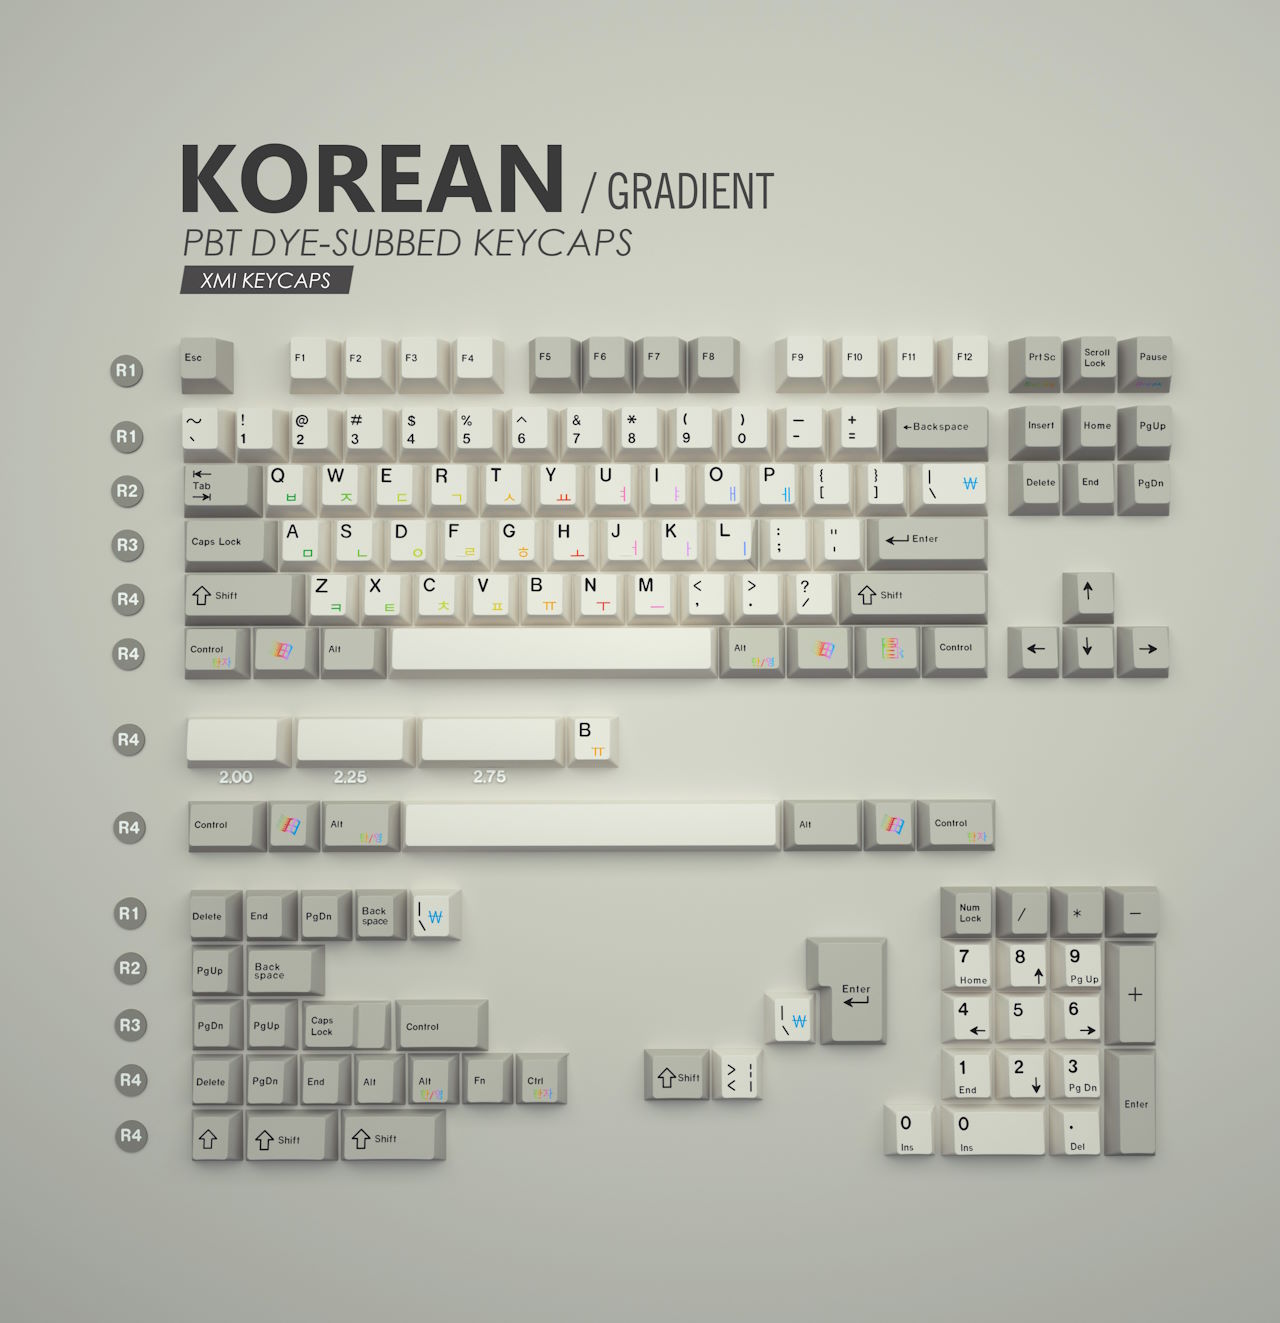 KOREAN / GRADIENT
PBT DYE-SUBBED KEYCAPS
XMI KEYCAPS
R1 Esc F1 F2 F3 F4 F5 F6 F7 F8 F9 F10 F11 F12 PrtSc Scroll Lock Pause Break
R1 ~ ` ! 1 @ 2 # 3 $ 4 % 5 ^ 6 & 7 * 8 ( 9 ) 0 — - + = ←Backspace Insert Home PgUp
R2 Tab Q ㅂ W ㅈ E ㄷ R ㄱ T ㅅ Y ㅛ U ㅕ I ㅑ O ㅐ P ㅔ { [ } ] | \ ₩ Delete End PgDn
R3 Caps Lock A ㅁ S ㄴ D ㅇ F ㄹ G ㅎ H ㅗ J ㅓ K ㅏ L ㅣ : ; " ' Enter
R4 Shift Z ㅋ X ㅌ C ㅊ V ㅍ B ㅠ N ㅜ M ㅡ < , > . ? / Shift ↑
R4 Control 한자 Alt Alt 한/영 Control ← ↓ →
R4 B ㅠ
2.00 2.25 2.75
R4 Control Alt 한/영 Alt Control 한자
R1 Delete End PgDn Back space | \ ₩ Num Lock / * −
R2 PgUp Back space Enter 7 Home 8 ↑ 9 Pg Up +
R3 PgDn PgUp Caps Lock Control | \ ₩ 4 ← 5 6 →
R4 Delete PgDn End Alt Alt 한/영 Fn Ctrl 한자 Shift > < ¦ 1 End 2 ↓ 3 Pg Dn Enter
R4 Shift Shift 0 Ins 0 Ins . Del